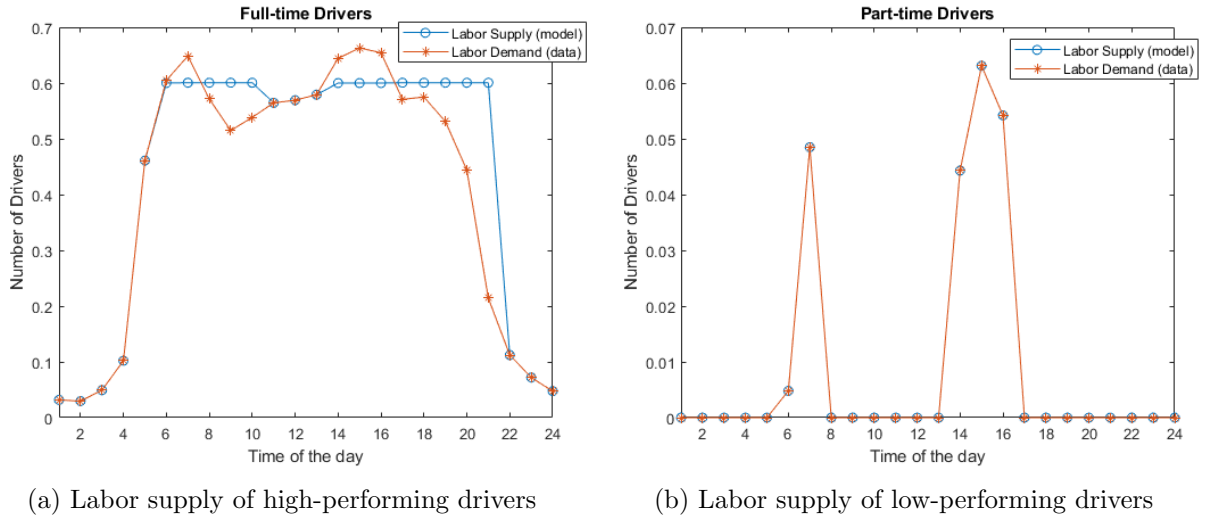 Full-time Drivers
Labor Supply (model)
Labor Demand (data)
0.7
0.6
0.5
0.4
0.3
0.2
0.1
0
Number of Drivers
2 4 6 8 10 12 14 16 18 20 22 24
Time of the day
(a) Labor supply of high-performing drivers
Part-time Drivers
Labor Supply (model)
Labor Demand (data)
0.07
0.06
0.05
0.04
0.03
0.02
0.01
0
Number of Drivers
2 4 6 8 10 12 14 16 18 20 22 24
Time of the day
(b) Labor supply of low-performing drivers